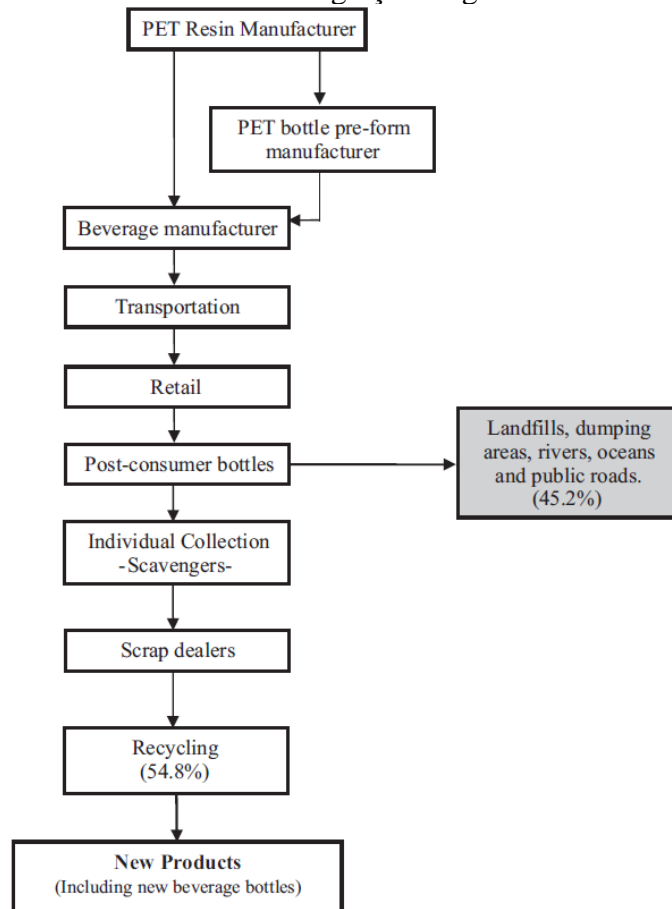 PET Resin Manufacturer
PET bottle pre-form
manufacturer
Beverage manufacturer
Transportation
Retail
Post-consumer bottles
Landfills, dumping
areas, rivers, oceans
and public roads.
(45.2%)
Individual Collection
-Scavengers-
Scrap dealers
Recycling
(54.8%)
New Products
(Including new beverage bottles)